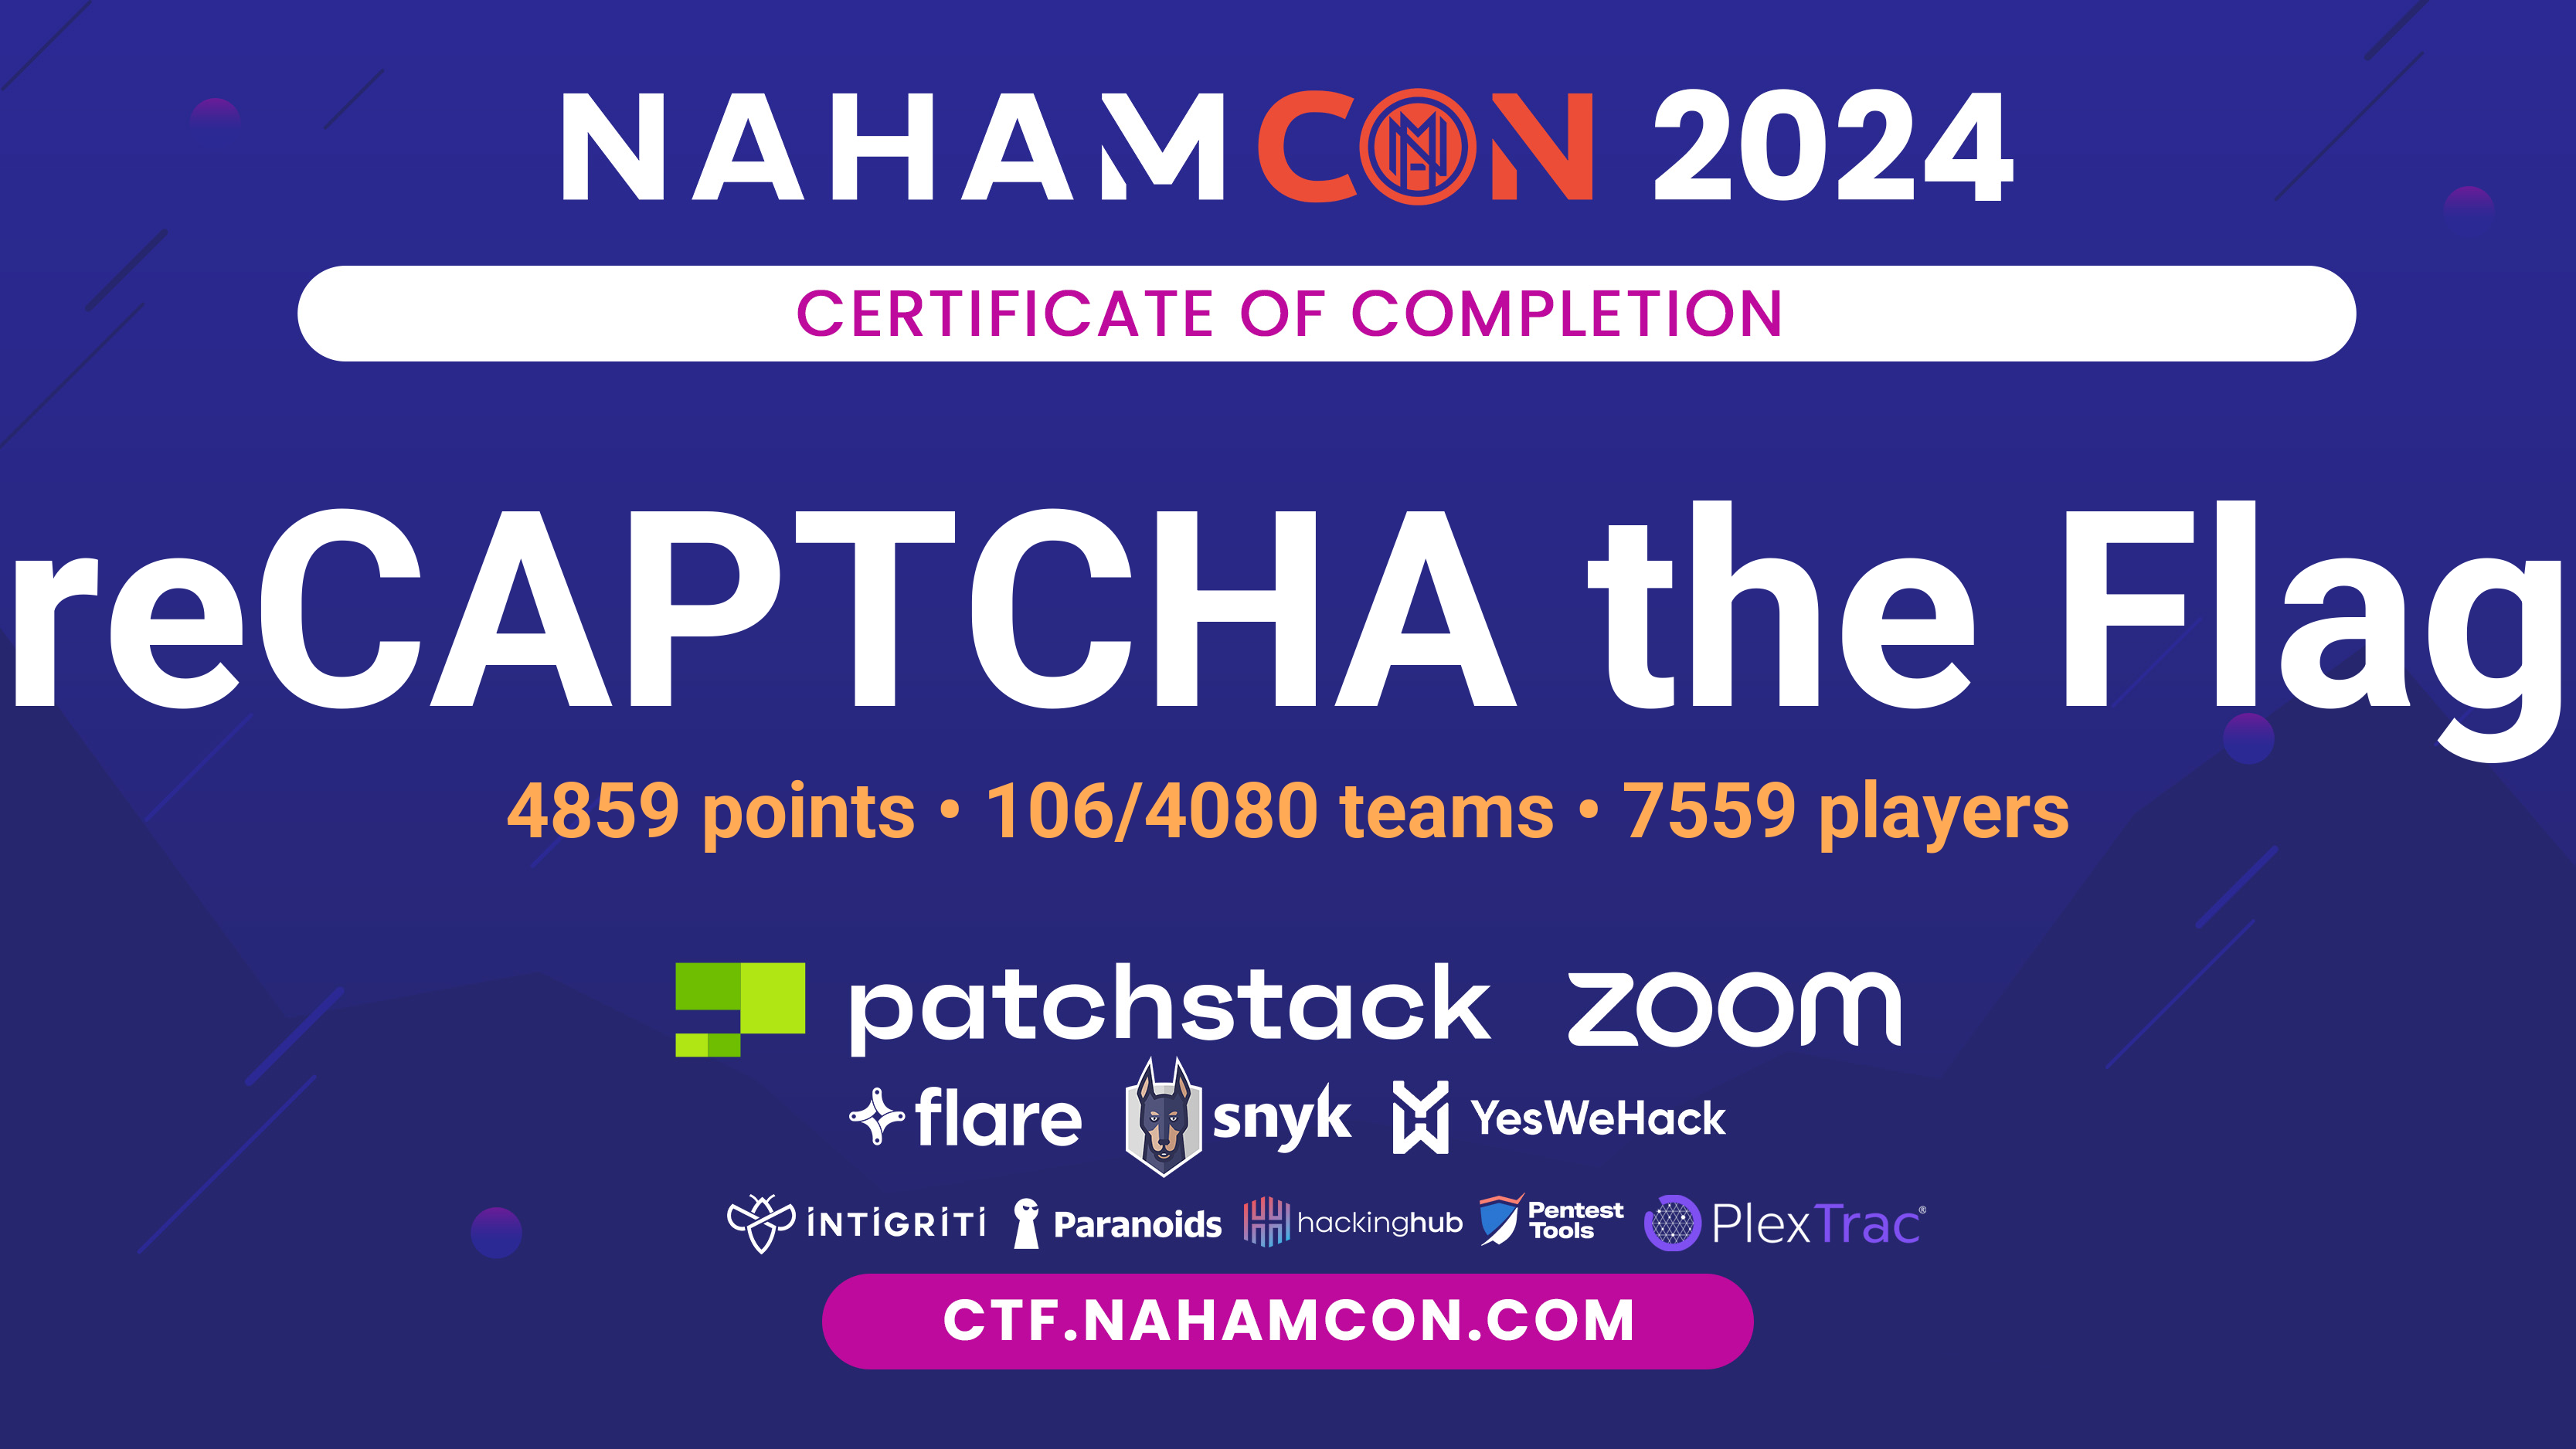 NAHAMCON 2024
CERTIFICATE OF COMPLETION
reCAPTCHA the Flag
4859 points • 106/4080 teams • 7559 players
patchstack zoom
flare snyk YesWeHack
INTIGRITI Paranoids hackinghub Pentest Tools PlexTrac®
CTF.NAHAMCON.COM